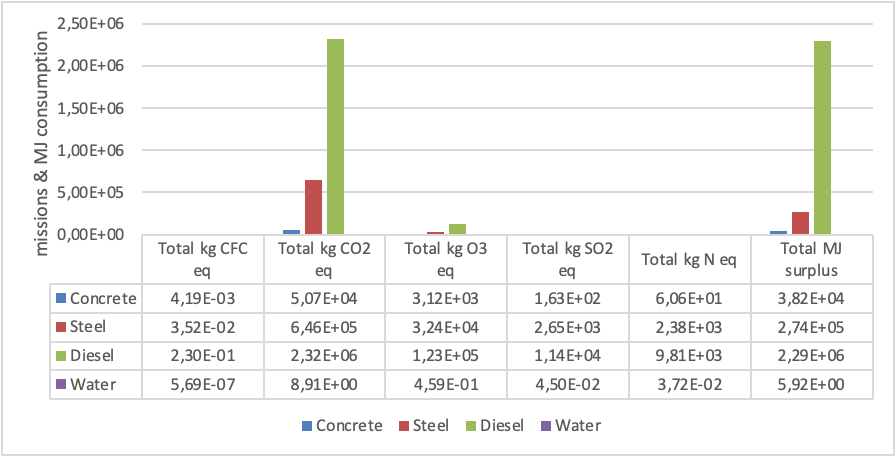 missions & MJ consumption
2,50E+06
2,00E+06
1,50E+06
1,00E+06
5,00E+05
0,00E+00
Total kg CFC eq Total kg CO2 eq Total kg O3 eq Total kg SO2 eq Total kg N eq Total MJ surplus
Concrete 4,19E-03 5,07E+04 3,12E+03 1,63E+02 6,06E+01 3,82E+04
Steel 3,52E-02 6,46E+05 3,24E+04 2,65E+03 2,38E+03 2,74E+05
Diesel 2,30E-01 2,32E+06 1,23E+05 1,14E+04 9,81E+03 2,29E+06
Water 5,69E-07 8,91E+00 4,59E-01 4,50E-02 3,72E-02 5,92E+00
Concrete Steel Diesel Water